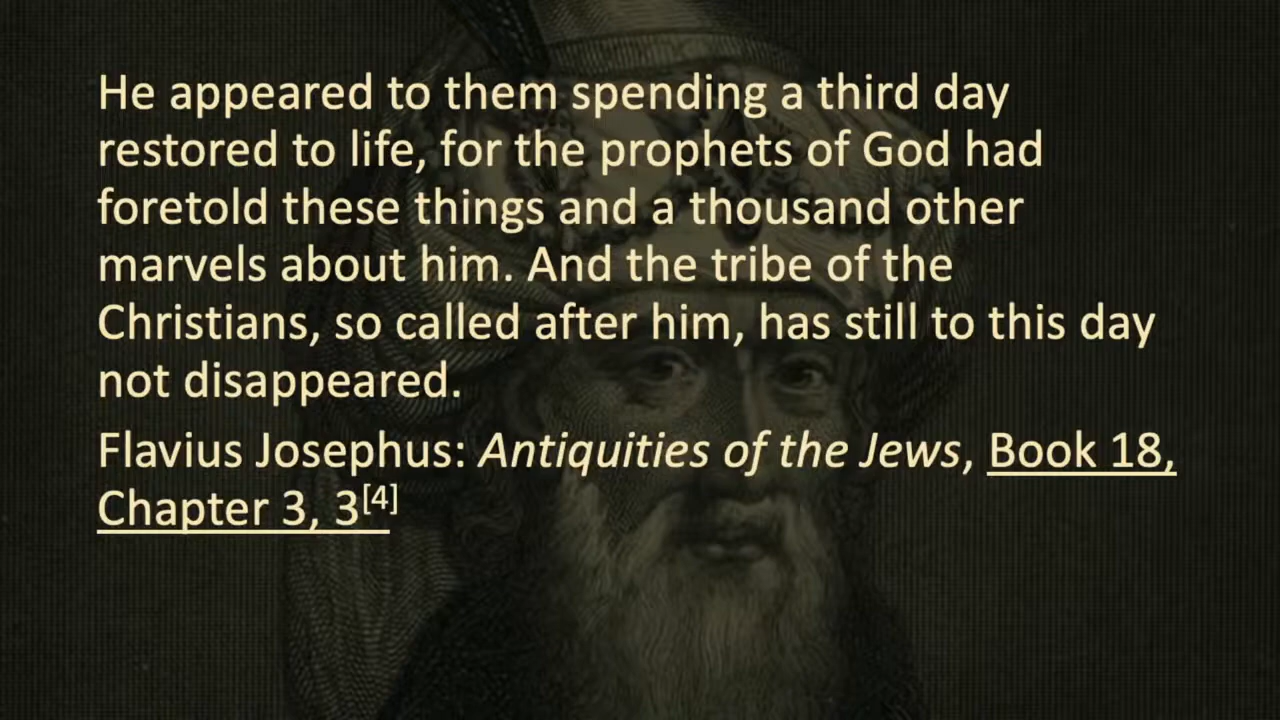 He appeared to them spending a third day
restored to life, for the prophets of God had
foretold these things and a thousand other
marvels about him. And the tribe of the
Christians, so called after him, has still to this day
not disappeared.
Flavius Josephus: Antiquities of the Jews, Book 18,
Chapter 3, 3[4]